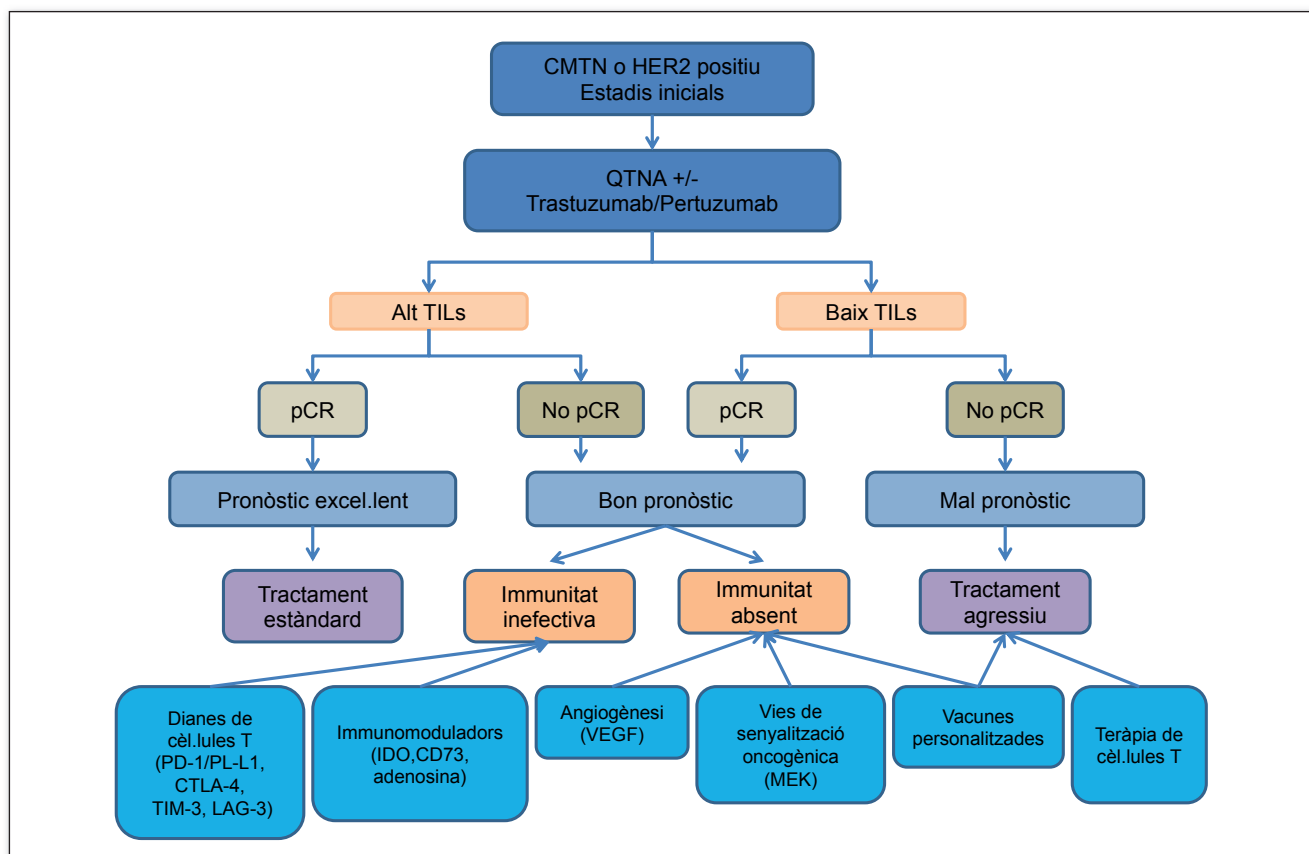 CMTN o HER2 positiu
Estadis inicials
QTNA +/-
Trastuzumab/Pertuzumab
Alt TILs
Baix TILs
pCR
No pCR
pCR
No pCR
Pronòstic excel.lent
Bon pronòstic
Mal pronòstic
Tractament
estàndard
Immunitat
inefectiva
Immunitat
absent
Tractament
agressiu
Dianes de
cèl.lules T
(PD-1/PL-L1,
CTLA-4,
TIM-3, LAG-3)
Immunomoduladors
(IDO,CD73,
adenosina)
Angiogènesi
(VEGF)
Vies de
senyalització
oncogènica
(MEK)
Vacunes
personalitzades
Teràpia de
cèl.lules T